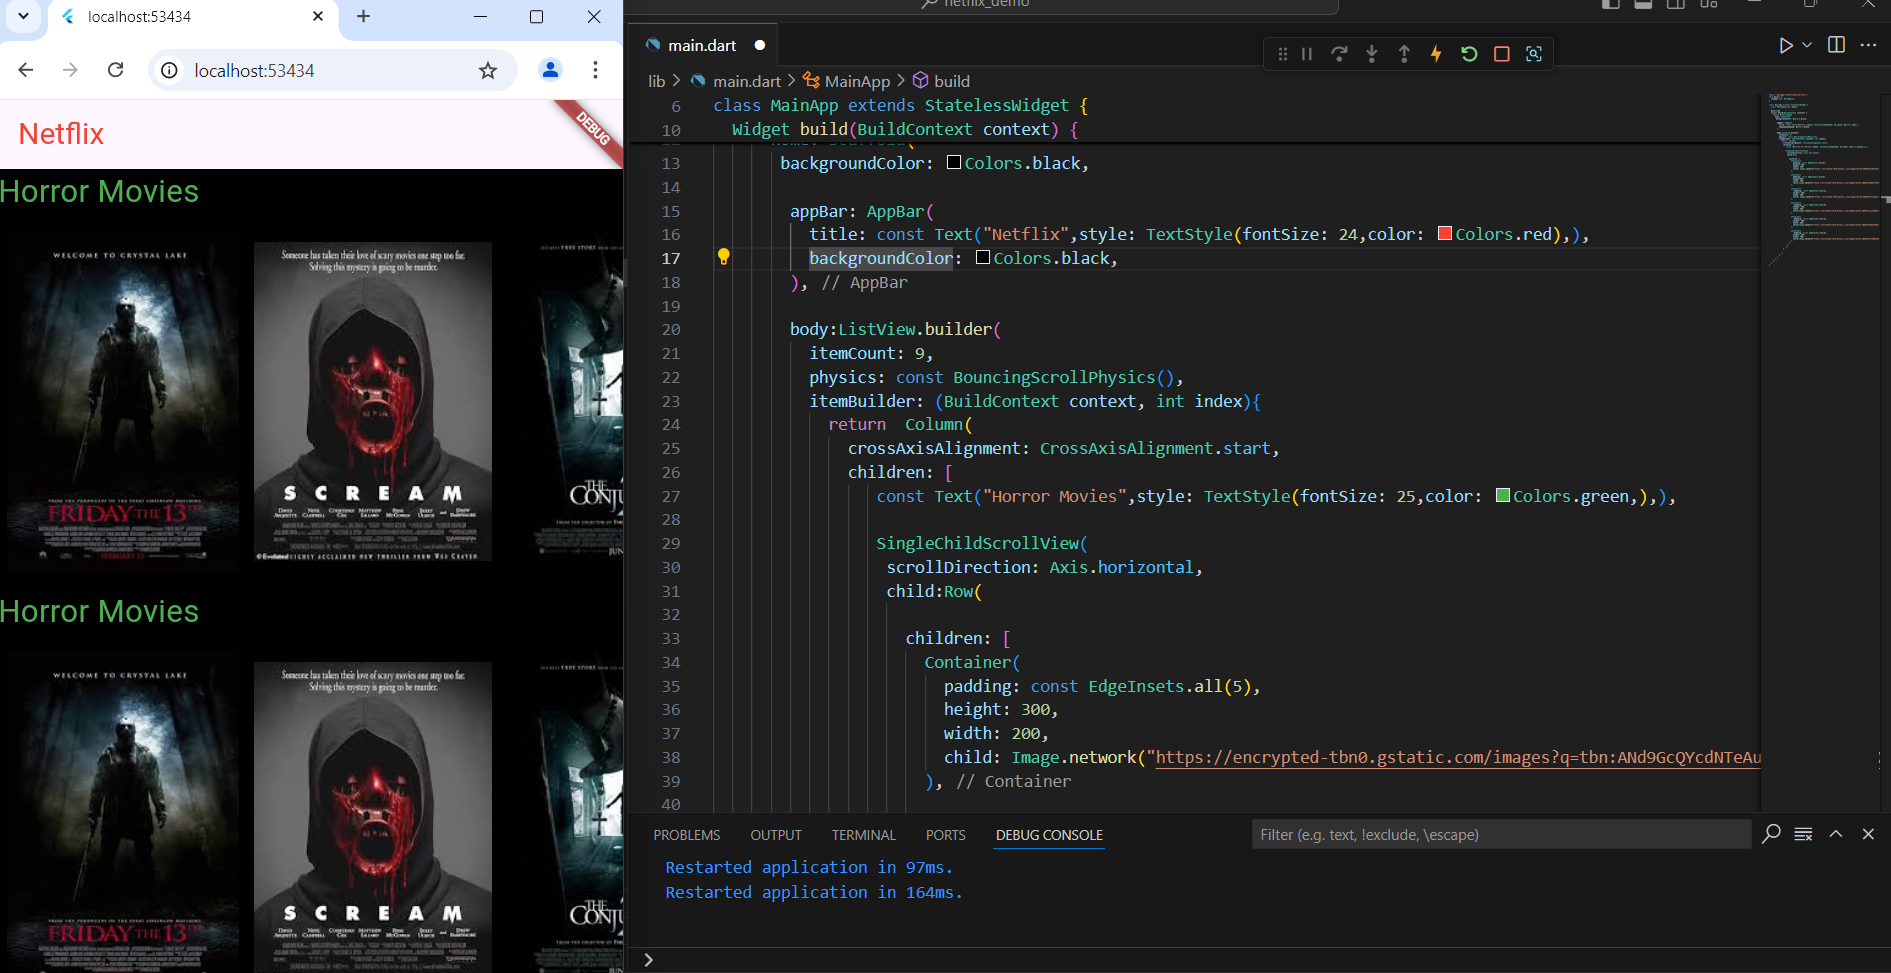 localhost:53434
localhost:53434
Netflix
DEBUG
Horror Movies
WELCOME TO CRYSTAL LAKE
FRIDAY THE 13TH
Someone has taken their love of scary movies one step too far.
Solving this mystery is going to be murder.
SCREAM
THE
CONJU
Horror Movies
WELCOME TO CRYSTAL LAKE
FRIDAY THE 13TH
Someone has taken their love of scary movies one step too far.
Solving this mystery is going to be murder.
SCREAM
THE
CONJU
netflix_demo
main.dart
lib > main.dart > MainApp > build
6 class MainApp extends StatelessWidget {
10 Widget build(BuildContext context) {
13 backgroundColor: Colors.black,
14
15 appBar: AppBar(
16 title: const Text("Netflix",style: TextStyle(fontSize: 24,color: Colors.red),),
17 backgroundColor: Colors.black,
18 ), // AppBar
19
20 body:ListView.builder(
21 itemCount: 9,
22 physics: const BouncingScrollPhysics(),
23 itemBuilder: (BuildContext context, int index){
24 return  Column(
25 crossAxisAlignment: CrossAxisAlignment.start,
26 children: [
27 const Text("Horror Movies",style: TextStyle(fontSize: 25,color: Colors.green,),),
28
29 SingleChildScrollView(
30 scrollDirection: Axis.horizontal,
31 child:Row(
32
33 children: [
34 Container(
35 padding: const EdgeInsets.all(5),
36 height: 300,
37 width: 200,
38 child: Image.network("https://encrypted-tbn0.gstatic.com/images?q=tbn:ANd9GcQYcdNTeAu
39 ), // Container
40
PROBLEMS OUTPUT TERMINAL PORTS DEBUG CONSOLE Filter (e.g. text, !exclude, \escape)
Restarted application in 97ms.
Restarted application in 164ms.
>